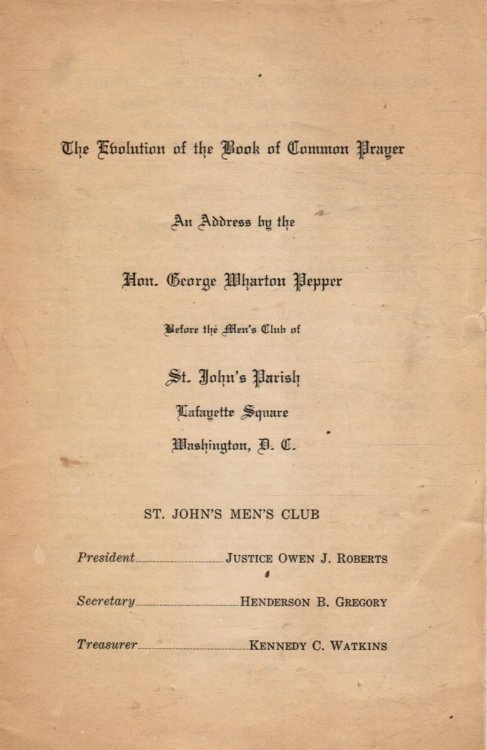 The Evolution of the Book of Common Prayer
An Address by the
Hon. George Wharton Pepper
Before the Men's Club of
St. John's Parish
Lafayette Square
Washington, D. C.
ST. JOHN'S MEN'S CLUB
President........................JUSTICE OWEN J. ROBERTS
Secretary............................HENDERSON B. GREGORY
Treasurer..............................KENNEDY C. WATKINS